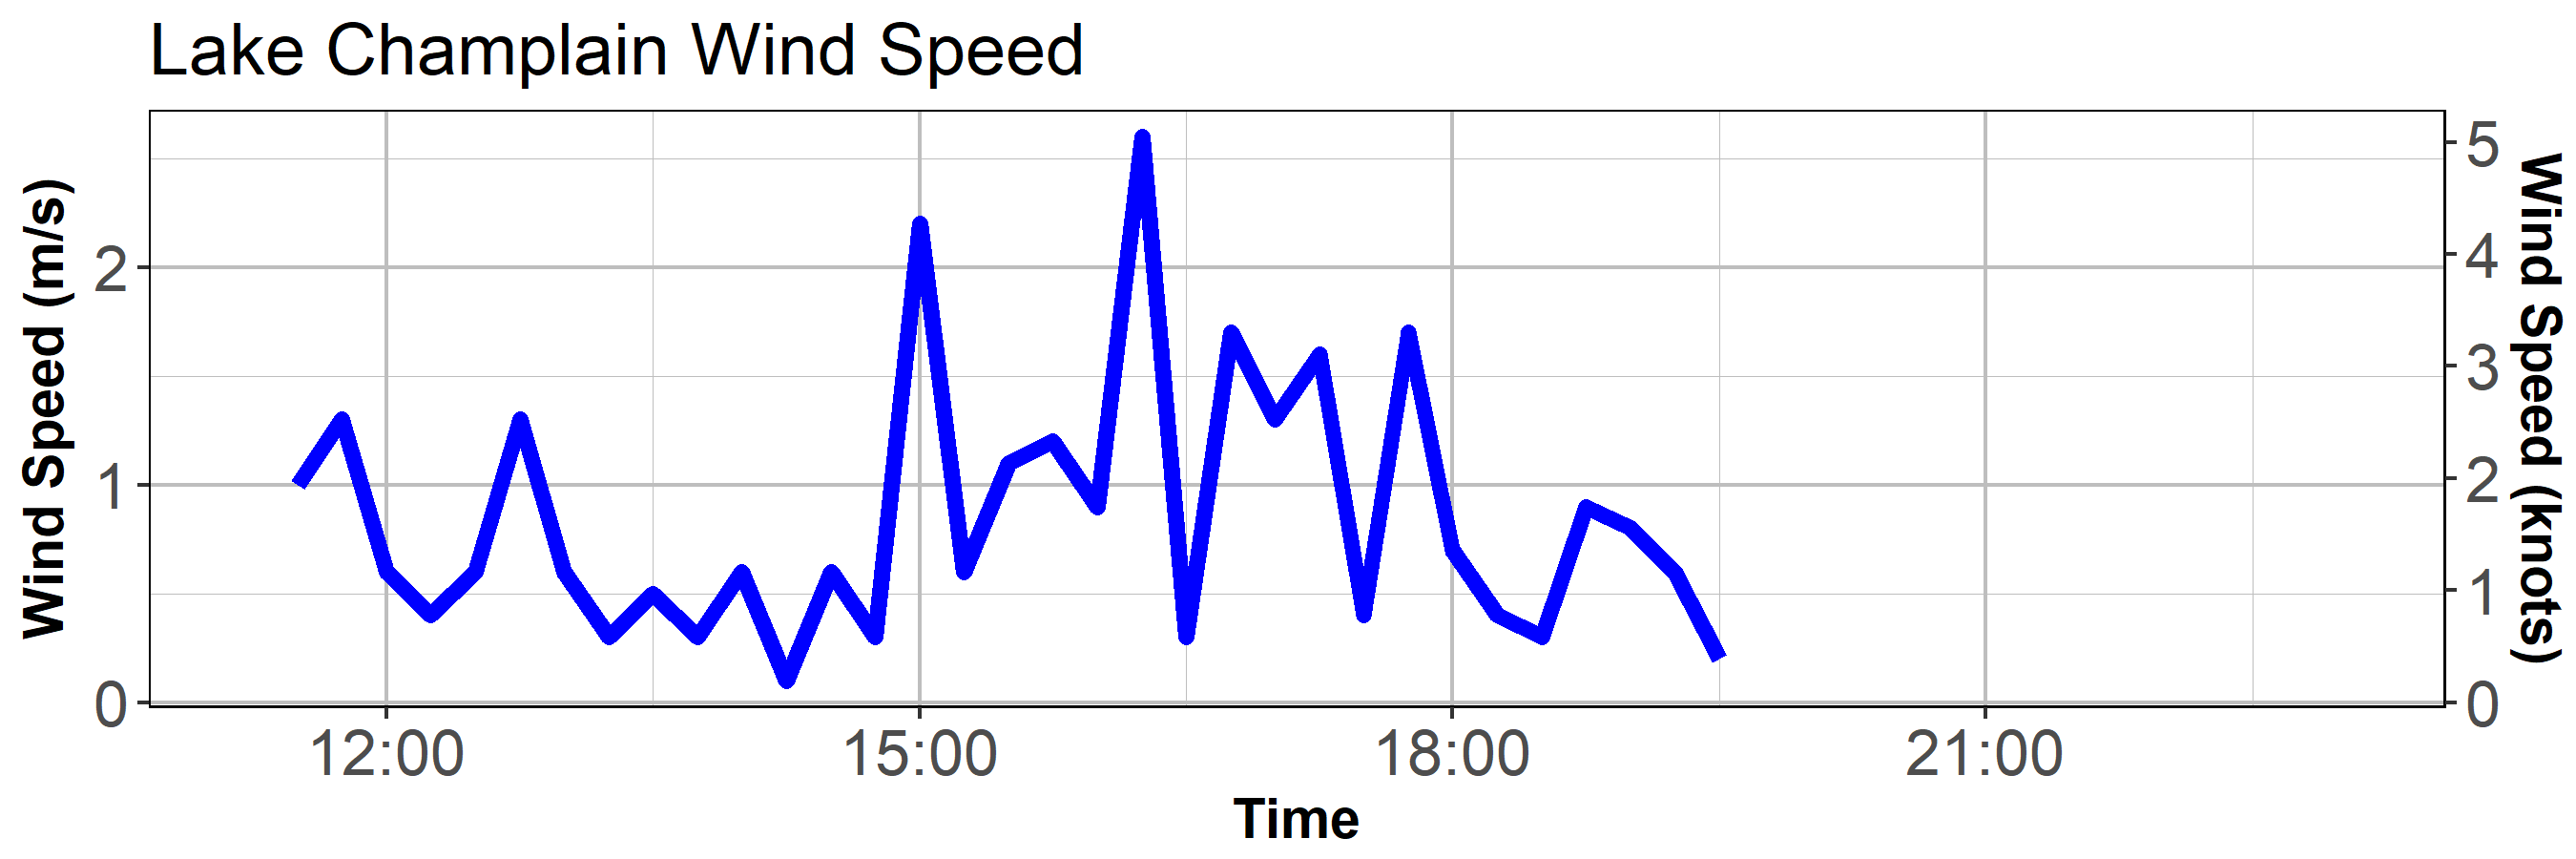 Lake Champlain Wind Speed
Wind Speed (m/s)
2
1
0
5
4
3
2
1
0
Wind Speed (knots)
12:00 15:00 18:00 21:00
Time